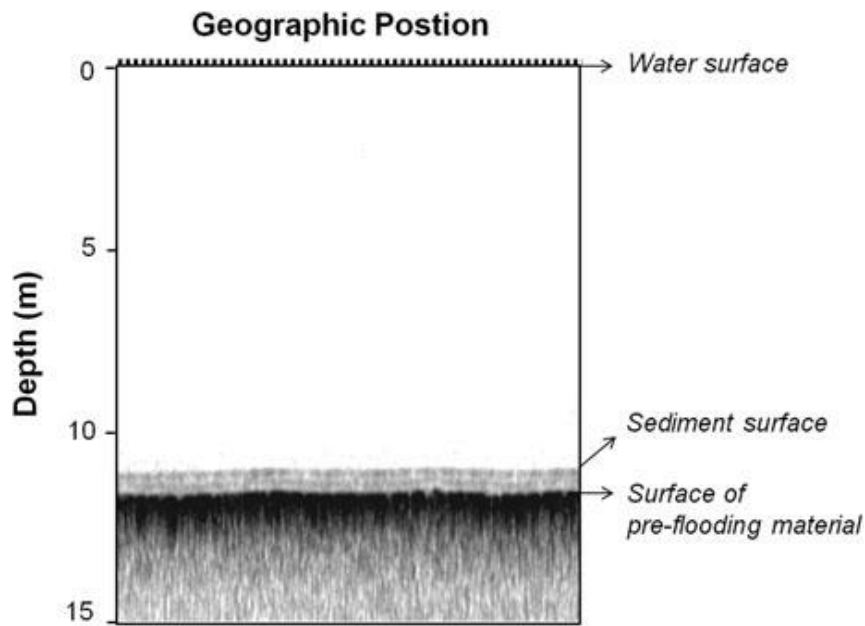 Geographic Postion
0
Water surface
5
Depth (m)
10
Sediment surface
Surface of
pre-flooding material
15